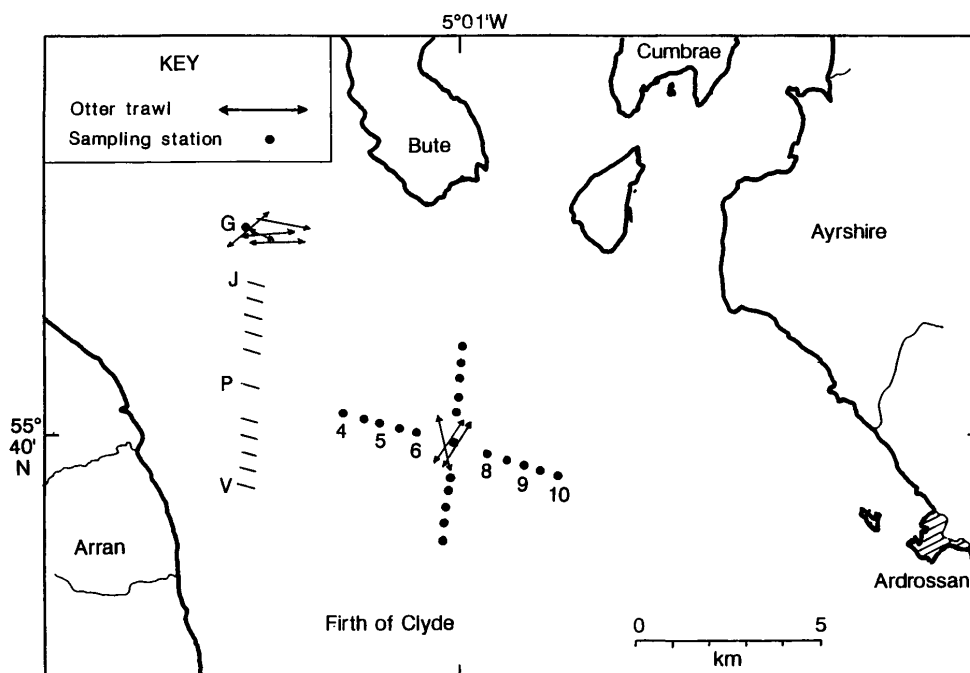 5°01'W
KEY
Otter trawl
Sampling station
Cumbrae
Bute
Ayrshire
G
J
P
V
55°
40'
N
4
5
6
8
9
10
Arran
Ardrossan
Firth of Clyde
0
5
km